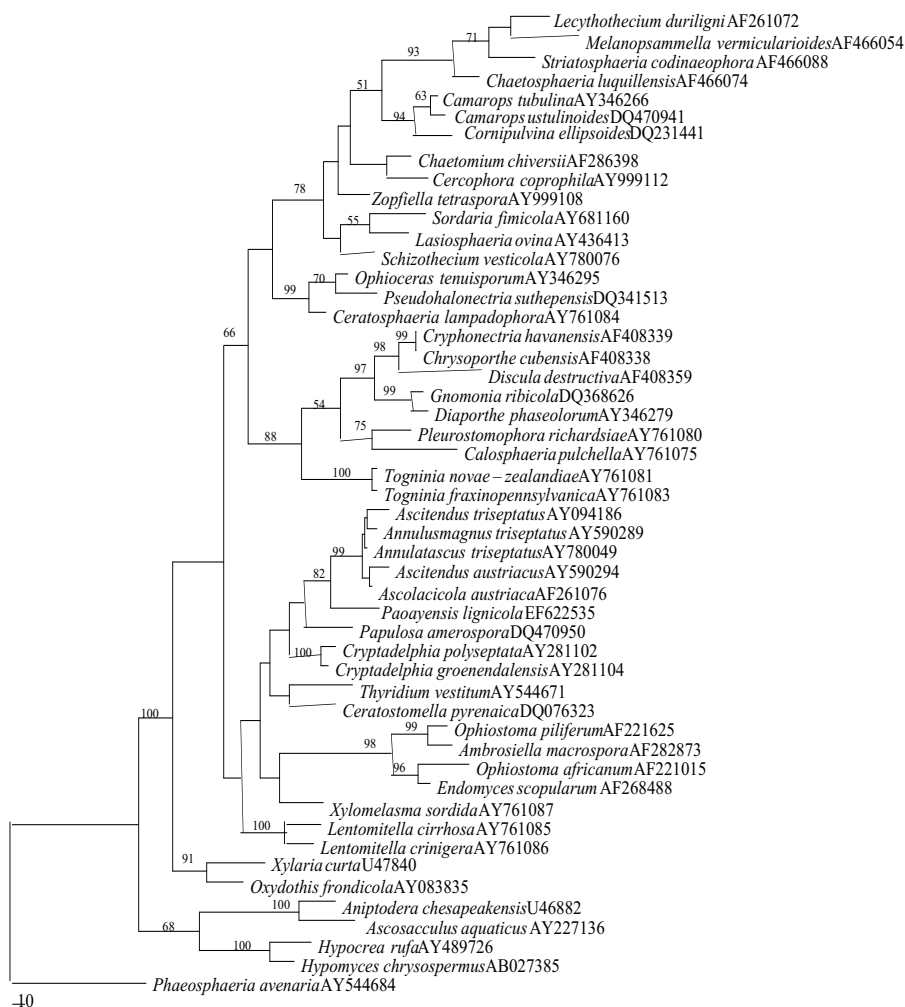 Lecythothecium duriligni AF261072
71
Melanopsammella vermicularioides AF466054
93
Striatosphaeria codinaeophora AF466088
Chaetosphaeria luquillensis AF466074
51
63
Camarops tubulina AY346266
94
Camarops ustulinoides DQ470941
Cornipulvina ellipsoides DQ231441
Chaetomium chiversii AF286398
Cercophora coprophila AY999112
78
Zopfiella tetraspora AY999108
55
Sordaria fimicola AY681160
Lasiosphaeria ovina AY436413
Schizothecium vesticola AY780076
70
Ophioceras tenuisporum AY346295
99
Pseudohalonectria suthepensis DQ341513
Ceratosphaeria lampadophora AY761084
66
99
Cryphonectria havanensis AF408339
98
Chrysoporthe cubensis AF408338
97
Discula destructiva AF408359
99
Gnomonia ribicola DQ368626
54
Diaporthe phaseolorum AY346279
88
75
Pleurostomophora richardsiae AY761080
Calosphaeria pulchella AY761075
100
Togninia novae – zealandiae AY761081
Togninia fraxinopennsylvanica AY761083
Ascitendus triseptatus AY094186
Annulusmagnus triseptatus AY590289
99
Annulatascus triseptatus AY780049
82
Ascitendus austriacus AY590294
Ascolacicola austriaca AF261076
Paoayensis lignicola EF622535
Papulosa amerospora DQ470950
100
Cryptadelphia polyseptata AY281102
Cryptadelphia groenendalensis AY281104
Thyridium vestitum AY544671
100
Ceratostomella pyrenaica DQ076323
99
Ophiostoma piliferum AF221625
98
Ambrosiella macrospora AF282873
96
Ophiostoma africanum AF221015
Endomyces scopularum AF268488
Xylomelasma sordida AY761087
100
Lentomitella cirrhosa AY761085
Lentomitella crinigera AY761086
91
Xylaria curta U47840
Oxydothis frondicola AY083835
100
Aniptodera chesapeakensis U46882
68
Ascosacculus aquaticus AY227136
100
Hypocrea rufa AY489726
Hypomyces chrysospermus AB027385
Phaeosphaeria avenaria AY544684
10